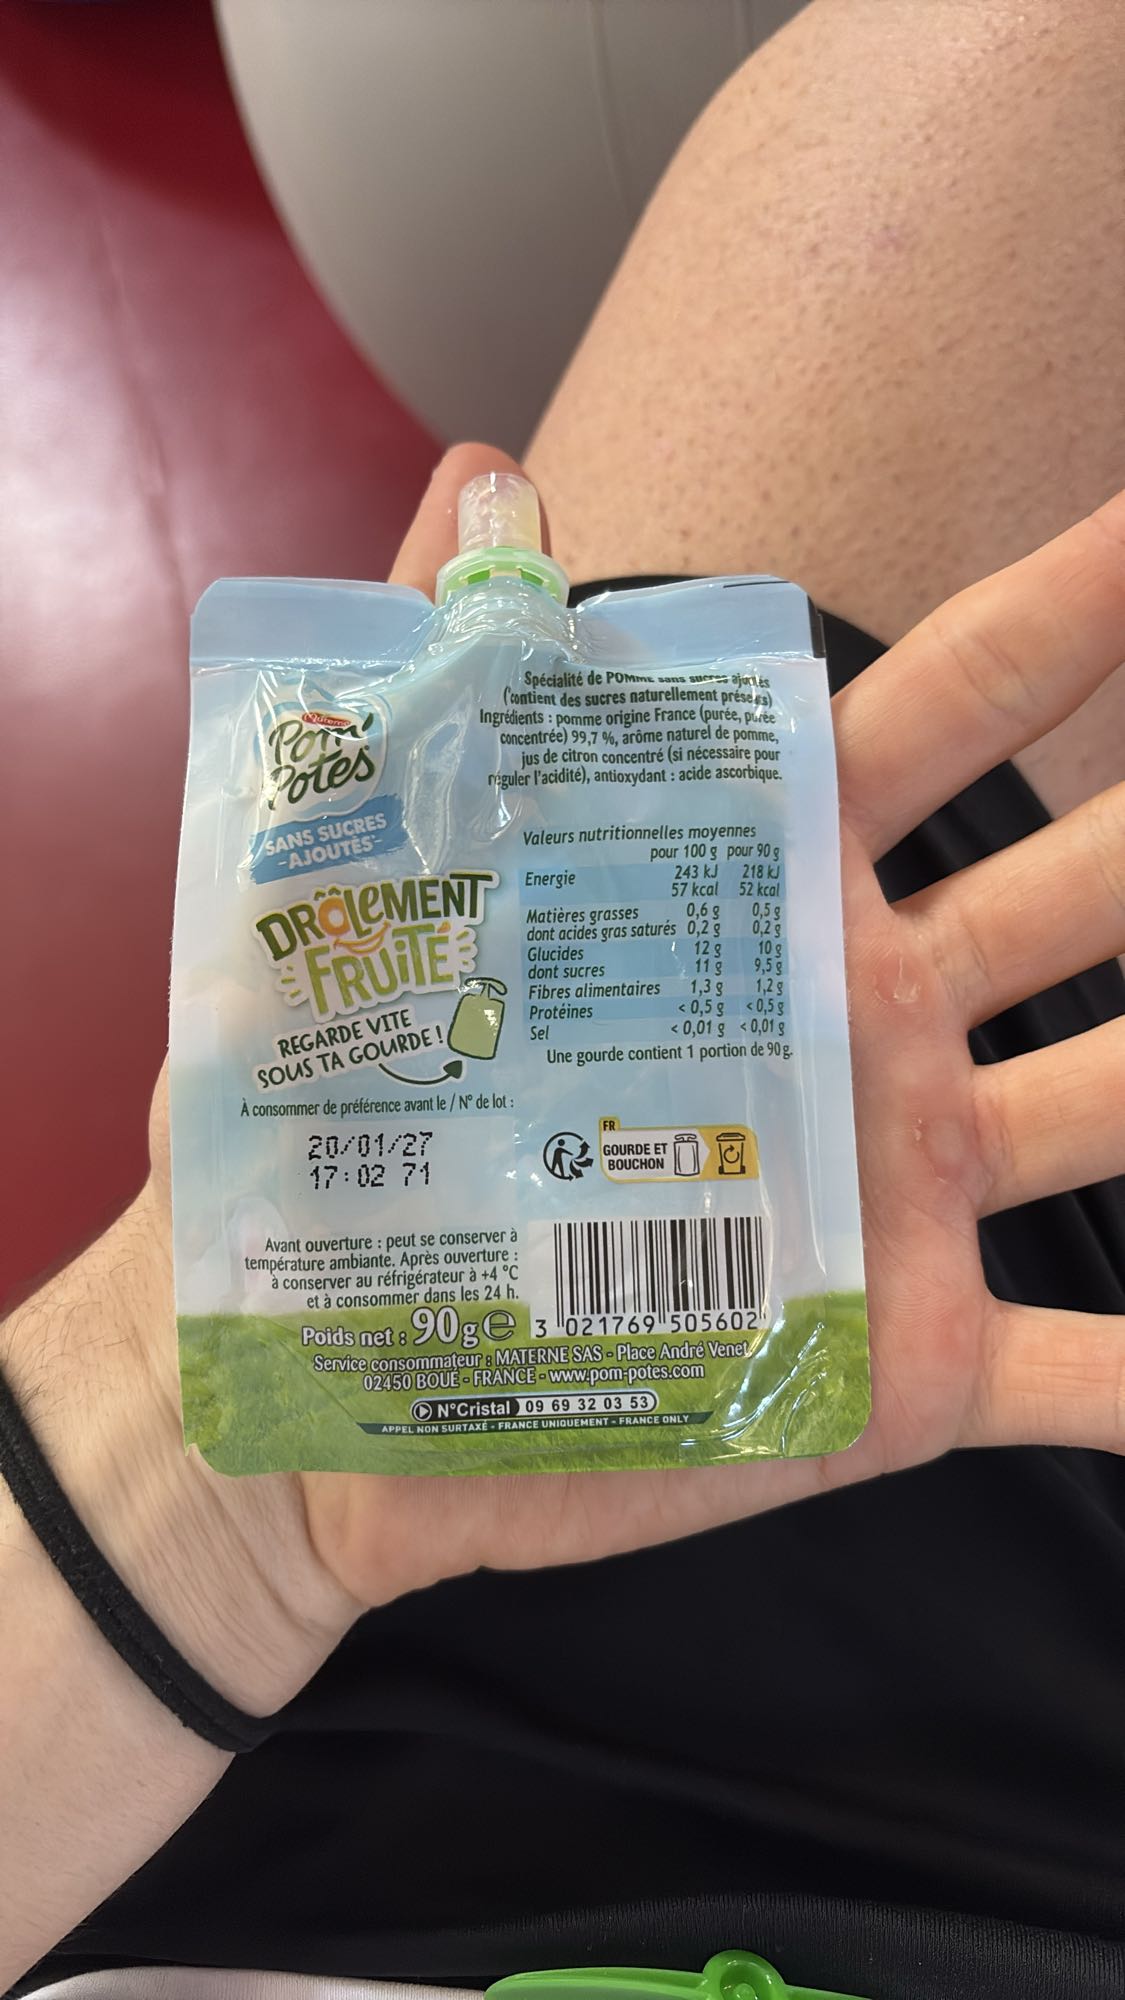 Materne
Pom'
Potes
SANS SUCRES
-AJOUTÉS-
DRÔLEMENT
FRUITÉ
REGARDE VITE
SOUS TA GOURDE !
À consommer de préférence avant le / N° de lot :
20/01/27
17:02 71
Avant ouverture : peut se conserver à
température ambiante. Après ouverture :
à conserver au réfrigérateur à +4 °C
et à consommer dans les 24 h.
Spécialité de POMME sans sucres ajoutés
(contient des sucres naturellement présents)
Ingrédients : pomme origine France (purée, purée
concentrée) 99,7 %, arôme naturel de pomme,
jus de citron concentré (si nécessaire pour
réguler l'acidité), antioxydant : acide ascorbique.
Valeurs nutritionnelles moyennes
pour 100 g pour 90 g
Energie 243 kJ 218 kJ
57 kcal 52 kcal
Matières grasses 0,6 g 0,5 g
dont acides gras saturés 0,2 g 0,2 g
Glucides 12 g 10 g
dont sucres 11 g 9,5 g
Fibres alimentaires 1,3 g 1,2 g
Protéines < 0,5 g < 0,5 g
Sel < 0,01 g < 0,01 g
Une gourde contient 1 portion de 90 g.
FR
GOURDE ET
BOUCHON
3 021769 505602
Poids net : 90 g e
Service consommateur : MATERNE SAS - Place André Venet
02450 BOUÉ - FRANCE - www.pom-potes.com
N°Cristal 09 69 32 03 53
APPEL NON SURTAXÉ - FRANCE UNIQUEMENT - FRANCE ONLY